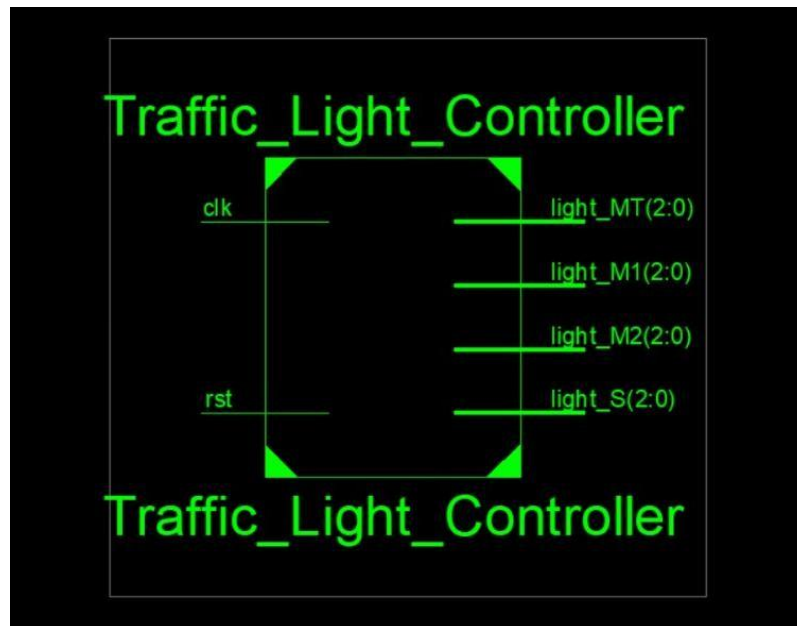 Traffic_Light_Controller
clk
light_MT(2:0)
light_M1(2:0)
light_M2(2:0)
rst
light_S(2:0)
Traffic_Light_Controller